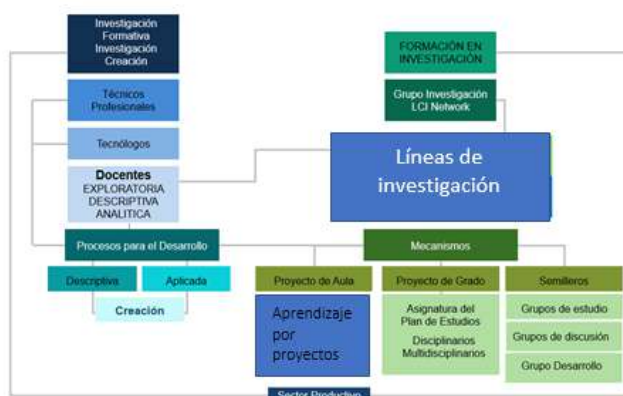 Investigación
Formativa
Investigación
Creación
FORMACIÓN EN
INVESTIGACIÓN
Técnicos
Profesionales
Grupo Investigación
LCI Network
Tecnólogos
Líneas de
investigación
Docentes
EXPLORATORIA
DESCRIPTIVA
ANALITICA
Procesos para el Desarrollo
Mecanismos
Descriptiva
Aplicada
Creación
Proyecto de Aula
Proyecto de Grado
Semilleros
Aprendizaje
por
proyectos
Asignatura del
Plan de Estudios
Disciplinarios
Multidisciplinarios
Grupos de estudio
Grupos de discusión
Grupo Desarrollo
Sector Productivo